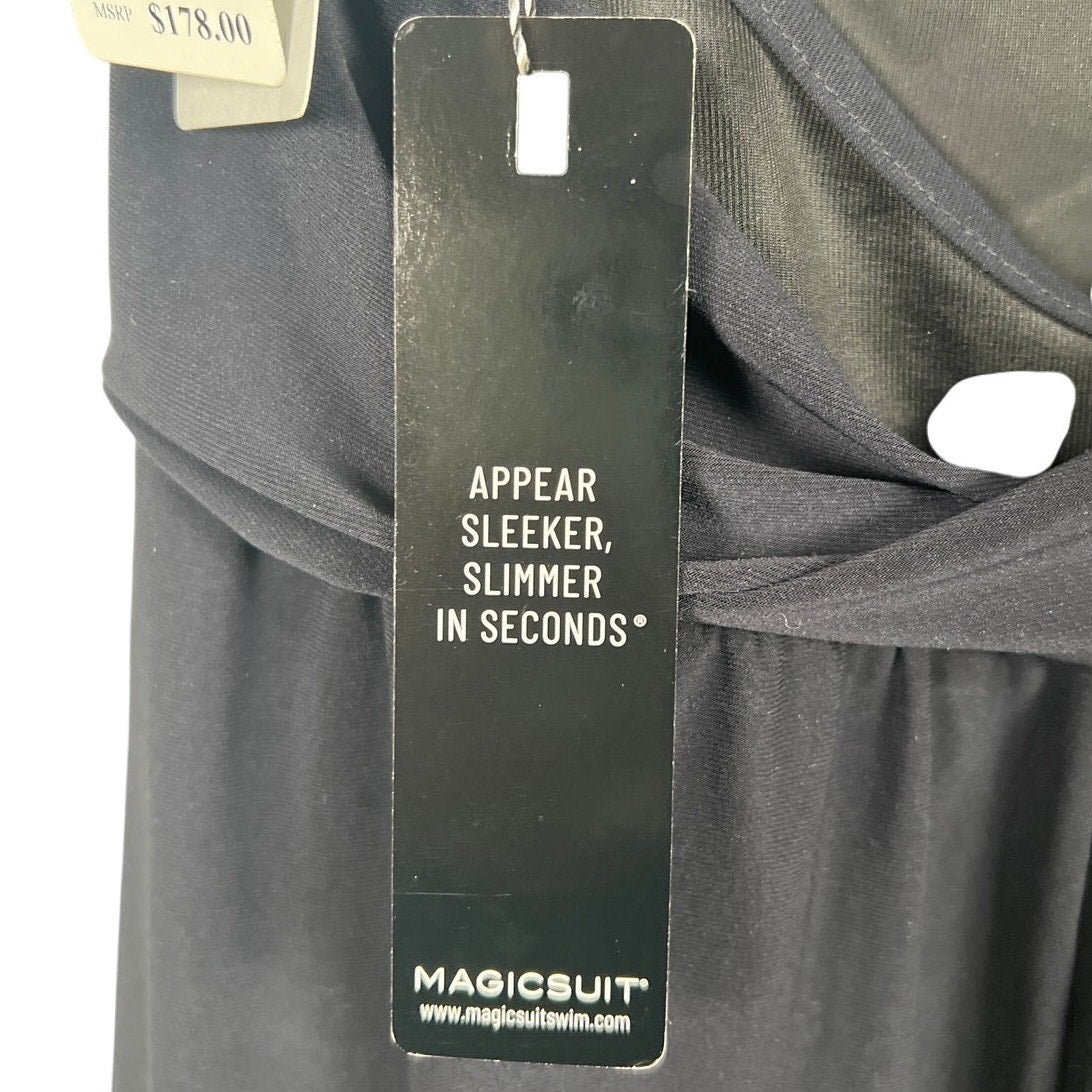 MSRP $178.00
APPEAR
SLEEKER,
SLIMMER
IN SECONDS®
MAGICSUIT®
www.magicsuitswim.com